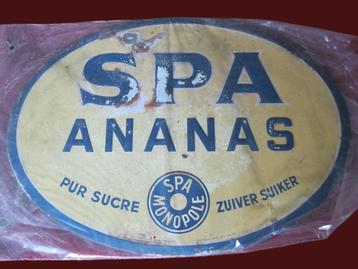 SPA
ANANAS
PUR SUCRE
SPA
MONOPOLE
ZUIVER SUIKER